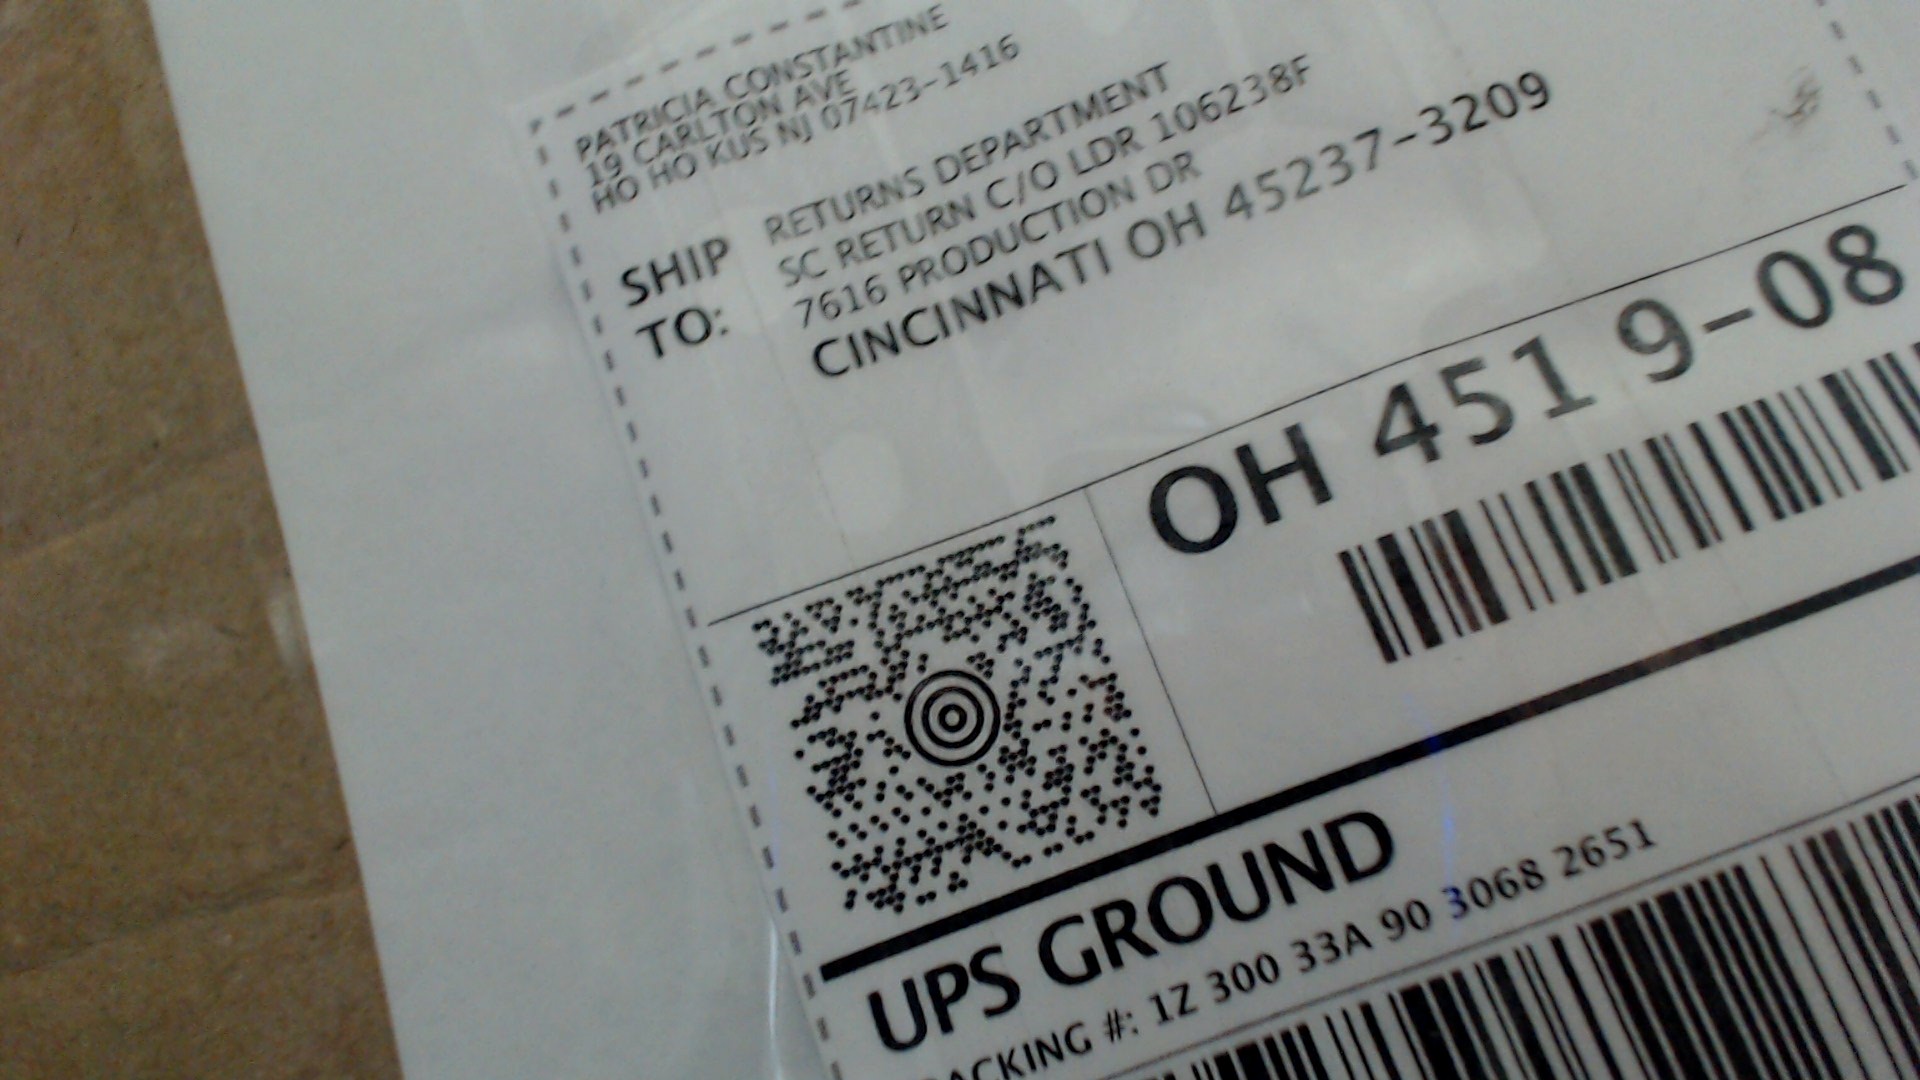 PATRICIA CONSTANTINE
19 CARLTON AVE
HO HO KUS NJ 07423-1416
SHIP TO:
RETURNS DEPARTMENT
SC RETURN C/O LDR 106238F
7616 PRODUCTION DR
CINCINNATI OH 45237-3209
OH 451 9-08
UPS GROUND
ACKING #: 1Z 300 33A 90 3068 2651